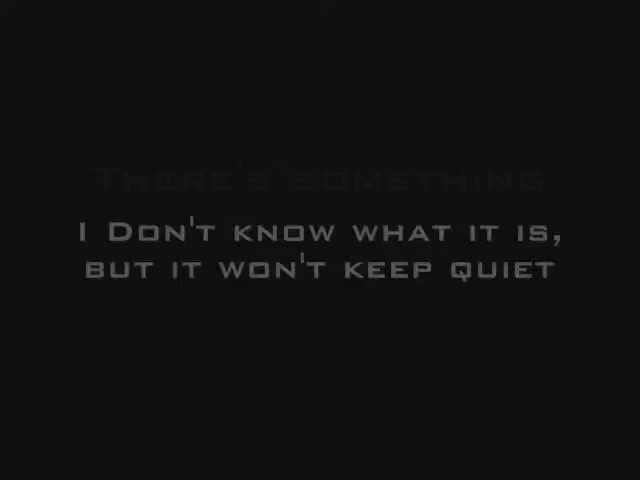 There's something
I Don't know what it is,
but it won't keep quiet